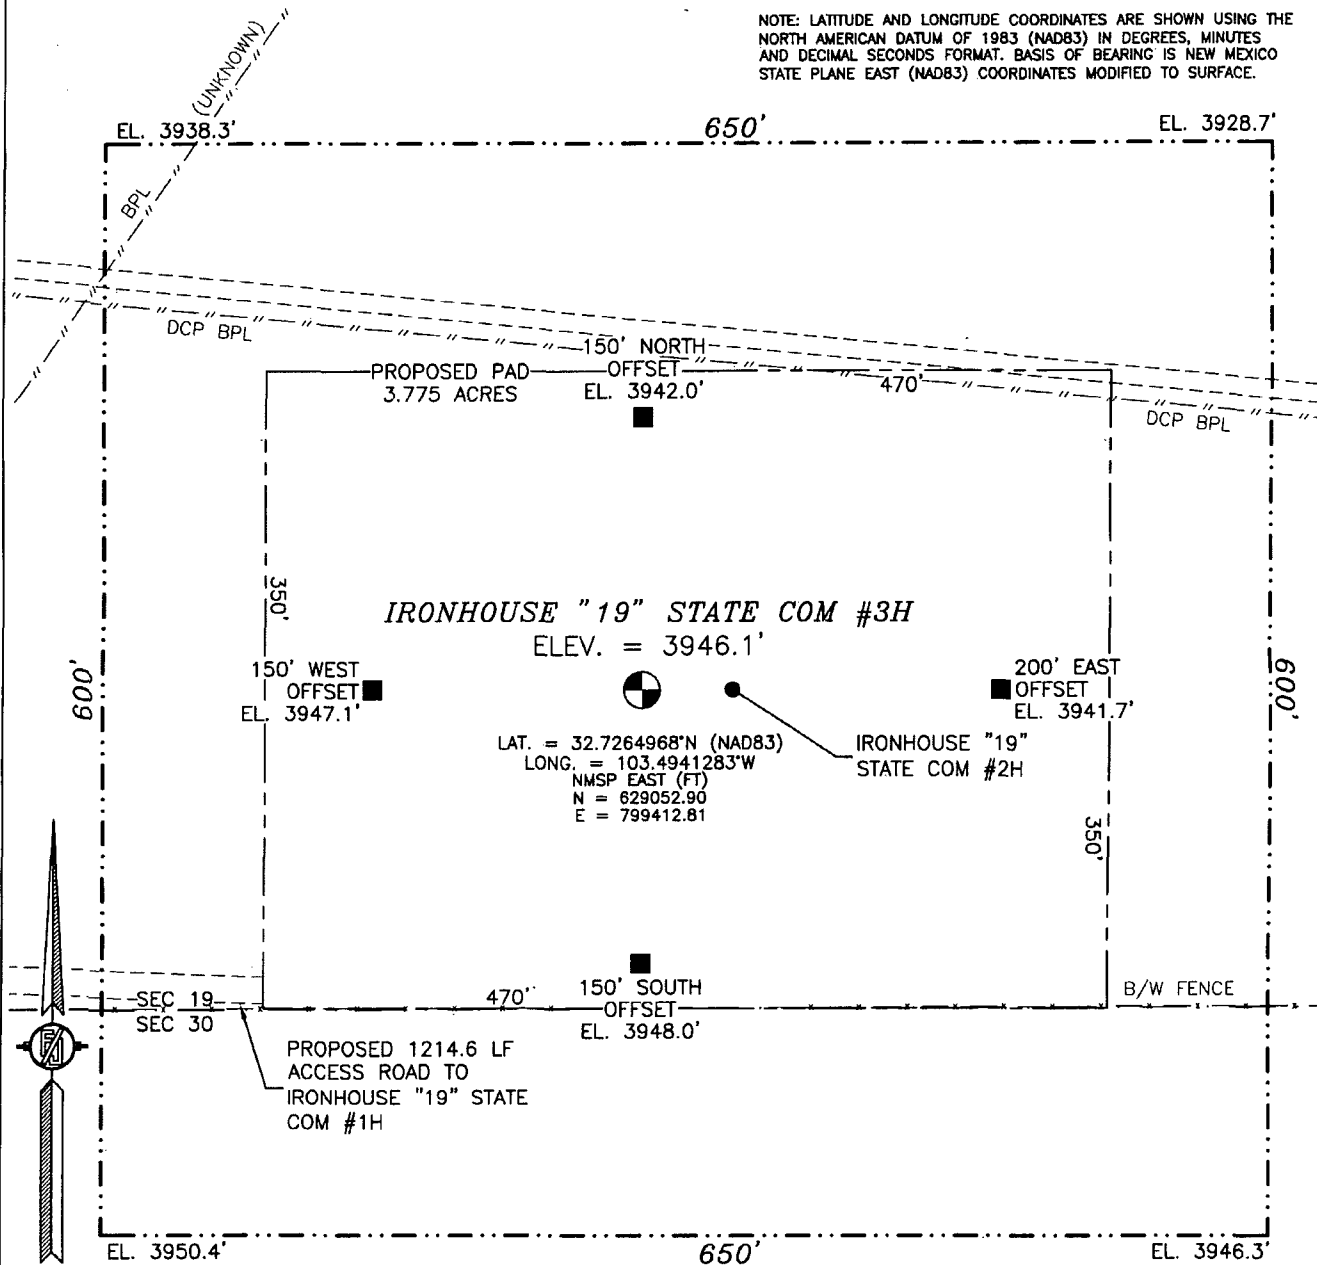 NOTE: LATITUDE AND LONGITUDE COORDINATES ARE SHOWN USING THE
NORTH AMERICAN DATUM OF 1983 (NAD83) IN DEGREES, MINUTES
AND DECIMAL SECONDS FORMAT. BASIS OF BEARING IS NEW MEXICO
STATE PLANE EAST (NAD83) COORDINATES MODIFIED TO SURFACE.
(UNKNOWN)
EL. 3938.3'
650'
EL. 3928.7'
BPL
DCP BPL
150' NORTH
OFFSET
EL. 3942.0'
PROPOSED PAD
3.775 ACRES
470'
DCP BPL
350'
IRONHOUSE "19" STATE COM #3H
ELEV. = 3946.1'
600'
150' WEST
OFFSET
EL. 3947.1'
200' EAST
OFFSET
EL. 3941.7'
600'
LAT. = 32.7264968°N (NAD83)
LONG. = 103.4941283°W
NMSP EAST (FT)
N = 629052.90
E = 799412.81
IRONHOUSE "19"
STATE COM #2H
350'
SEC 19
SEC 30
470'
150' SOUTH
OFFSET
EL. 3948.0'
B/W FENCE
PROPOSED 1214.6 LF
ACCESS ROAD TO
IRONHOUSE "19" STATE
COM #1H
EL. 3950.4'
650'
EL. 3946.3'